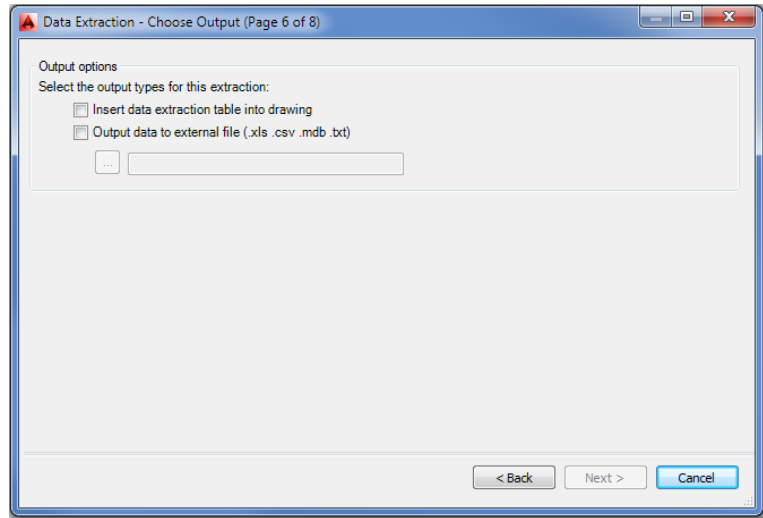 Data Extraction - Choose Output (Page 6 of 8)
Output options
Select the output types for this extraction:
Insert data extraction table into drawing
Output data to external file (.xls .csv .mdb .txt)
...
< Back Next > Cancel